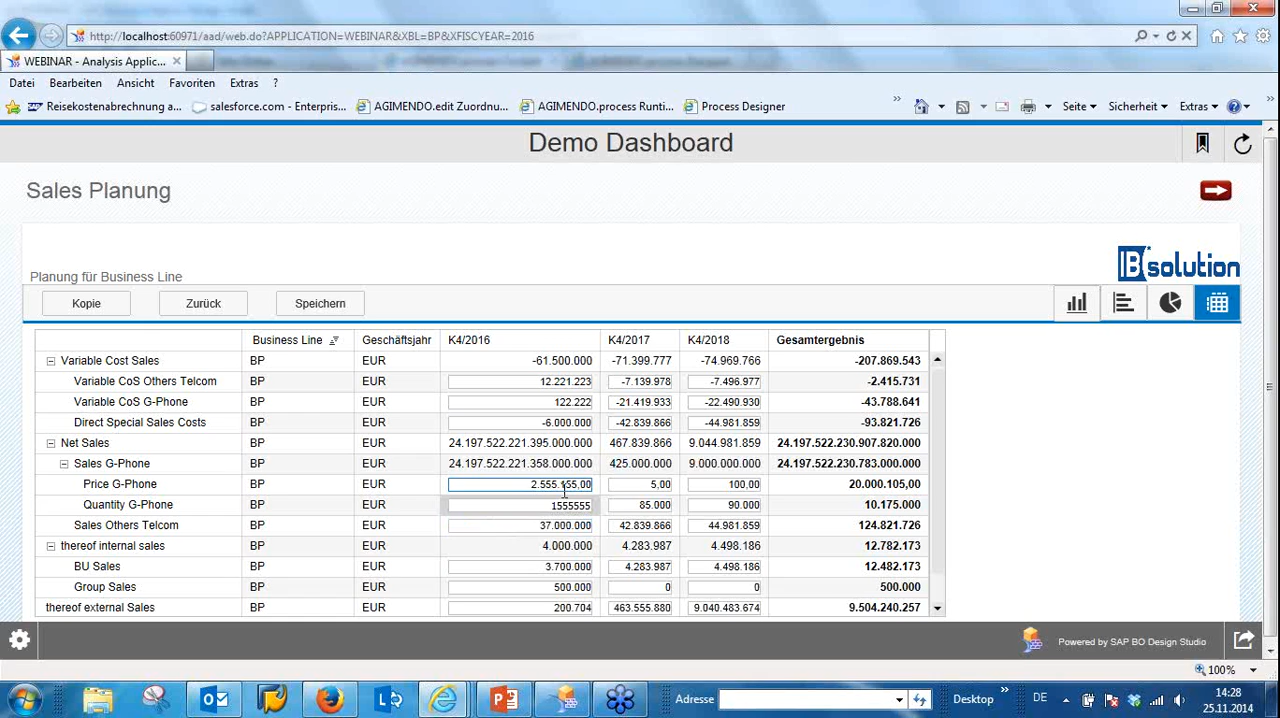 http://localhost:60971/aad/web.do?APPLICATION=WEBINAR&XBL=BP&XFISCYEAR=2016
WEBINAR - Analysis Applic...
Datei Bearbeiten Ansicht Favoriten Extras ?
Reisekostenabrechnung a... salesforce.com - Enterpris... AGIMENDO.edit Zuordnu... AGIMENDO.process Runti... Process Designer » Seite Sicherheit Extras »
Demo Dashboard
Sales Planung
IBsolution
Planung für Business Line
Kopie Zurück Speichern
Business Line Geschäftsjahr K4/2016 K4/2017 K4/2018 Gesamtergebnis
Variable Cost Sales BP EUR -61.500.000 -71.399.777 -74.969.766 -207.869.543
Variable CoS Others Telcom BP EUR 12.221.223 -7.139.978 -7.496.977 -2.415.731
Variable CoS G-Phone BP EUR 122.222 -21.419.933 -22.490.930 -43.788.641
Direct Special Sales Costs BP EUR -6.000.000 -42.839.866 -44.981.859 -93.821.726
Net Sales BP EUR 24.197.522.221.395.000.000 467.839.866 9.044.981.859 24.197.522.230.907.820.000
Sales G-Phone BP EUR 24.197.522.221.358.000.000 425.000.000 9.000.000.000 24.197.522.230.783.000.000
Price G-Phone BP EUR 2.555.155,00 5,00 100,00 20.000.105,00
Quantity G-Phone BP EUR 1555555 85.000 90.000 10.175.000
Sales Others Telcom BP EUR 37.000.000 42.839.866 44.981.859 124.821.726
thereof internal sales BP EUR 4.000.000 4.283.987 4.498.186 12.782.173
BU Sales BP EUR 3.700.000 4.283.987 4.498.186 12.482.173
Group Sales BP EUR 500.000 0 0 500.000
thereof external Sales BP EUR 200.704 463.555.880 9.040.483.674 9.504.240.257
Powered by SAP BO Design Studio
100%
Adresse Desktop » DE 14:28
25.11.2014